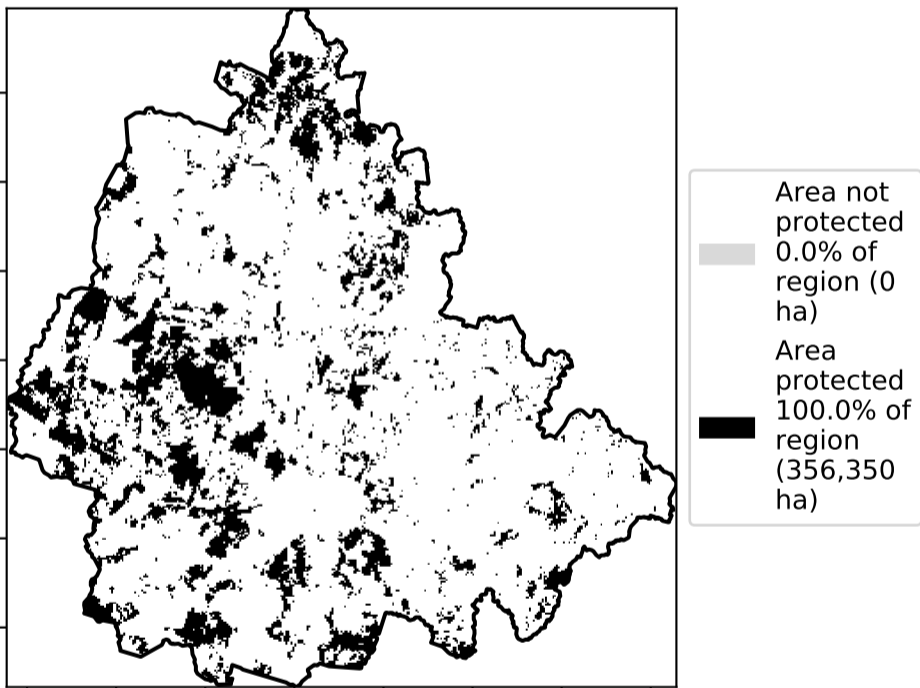 Area not
protected
0.0% of
region (0
ha)
Area
protected
100.0% of
region
(356,350
ha)